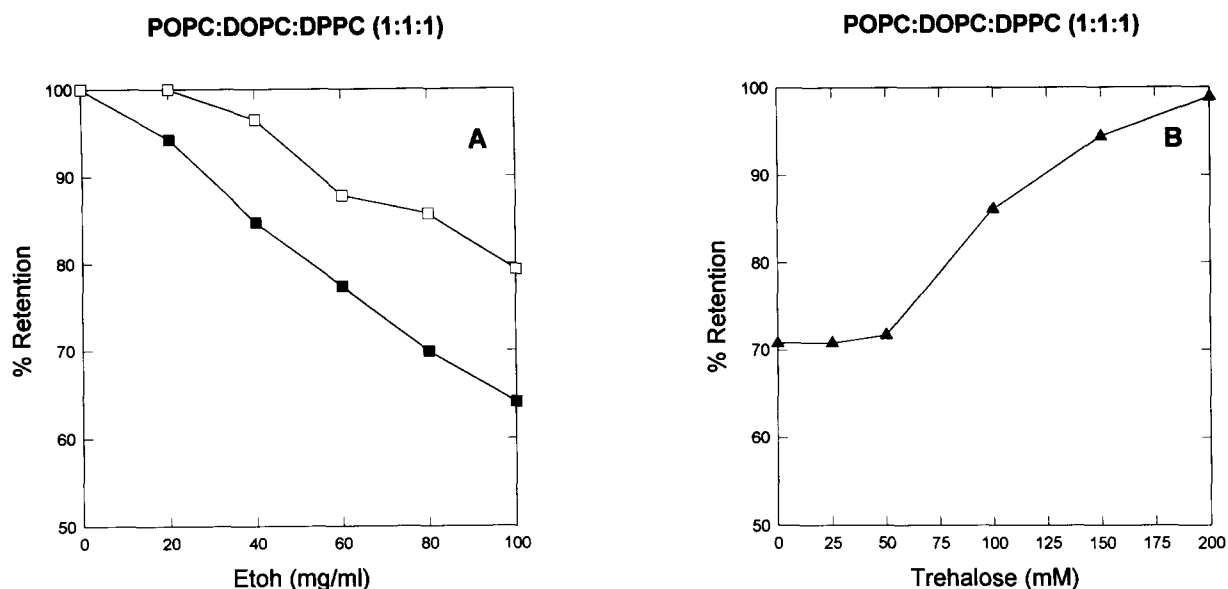 POPC:DOPC:DPPC (1:1:1)
A
% Retention
100
90
80
70
60
50
0 20 40 60 80 100
Etoh (mg/ml)
POPC:DOPC:DPPC (1:1:1)
B
% Retention
100
90
80
70
60
50
0 25 50 75 100 125 150 175 200
Trehalose (mM)